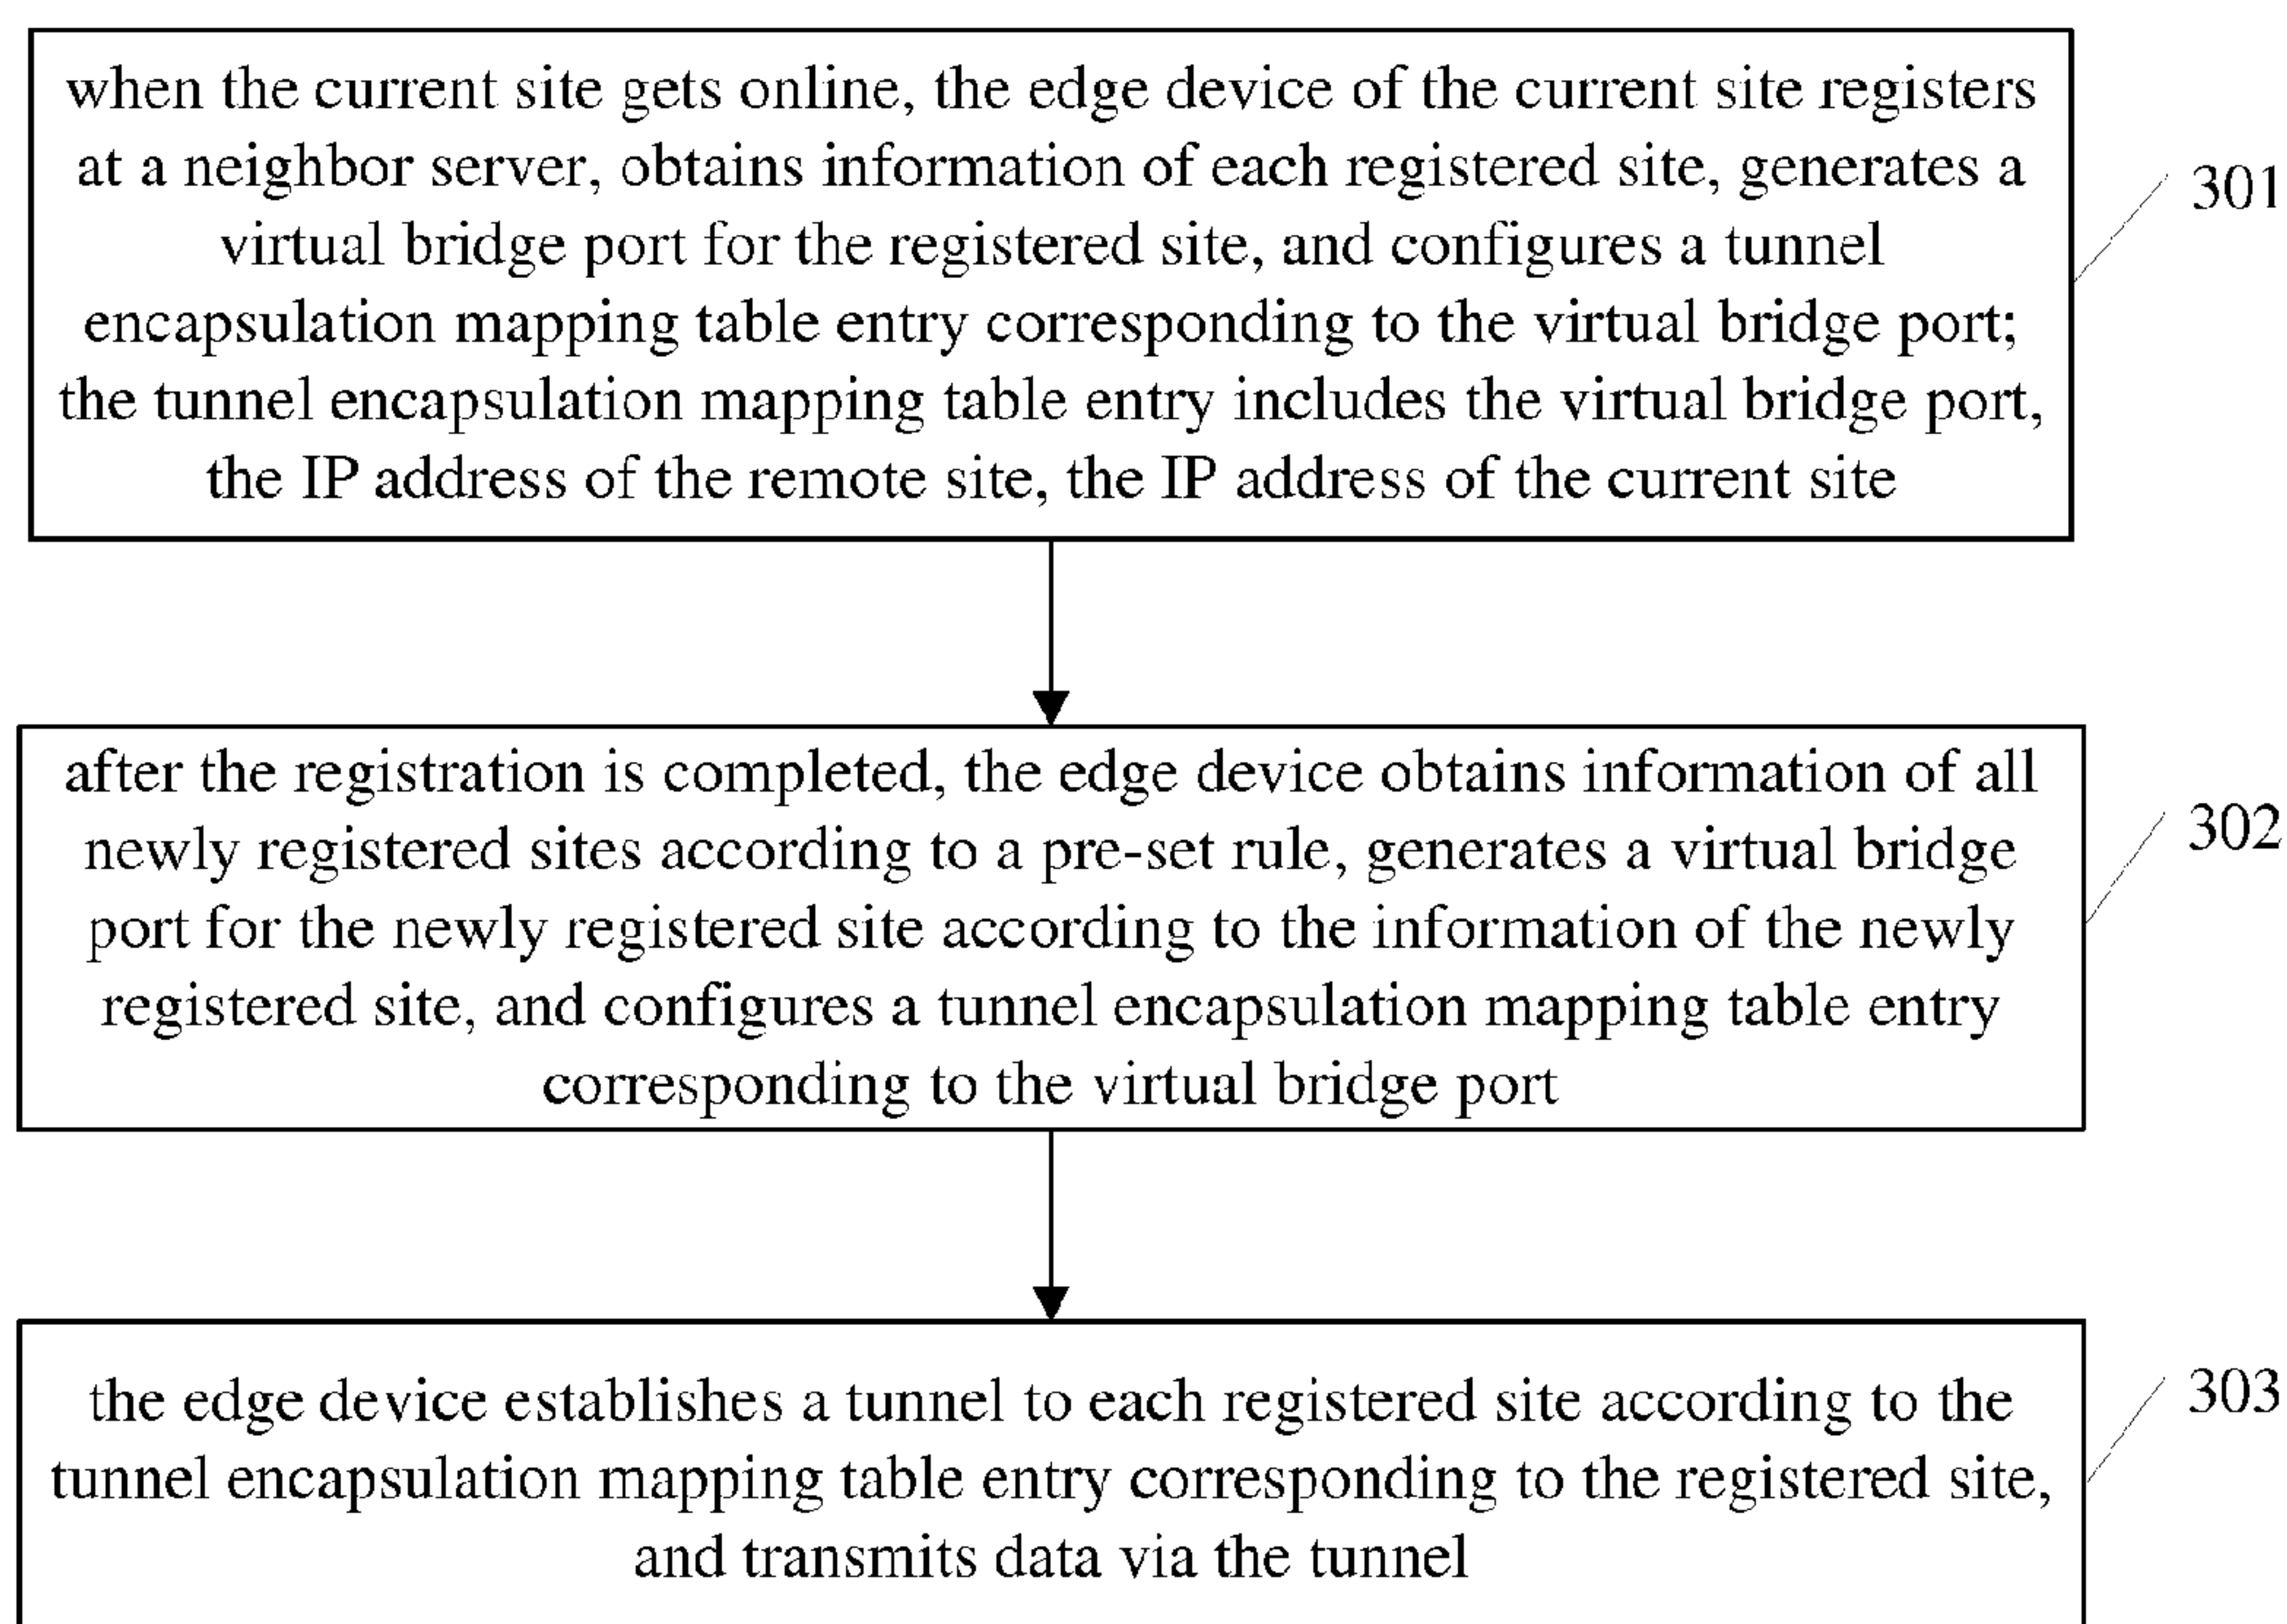 when the current site gets online, the edge device of the current site registers
at a neighbor server, obtains information of each registered site, generates a
virtual bridge port for the registered site, and configures a tunnel
encapsulation mapping table entry corresponding to the virtual bridge port;
the tunnel encapsulation mapping table entry includes the virtual bridge port,
the IP address of the remote site, the IP address of the current site
301
after the registration is completed, the edge device obtains information of all
newly registered sites according to a pre-set rule, generates a virtual bridge
port for the newly registered site according to the information of the newly
registered site, and configures a tunnel encapsulation mapping table entry
corresponding to the virtual bridge port
302
the edge device establishes a tunnel to each registered site according to the
tunnel encapsulation mapping table entry corresponding to the registered site,
and transmits data via the tunnel
303